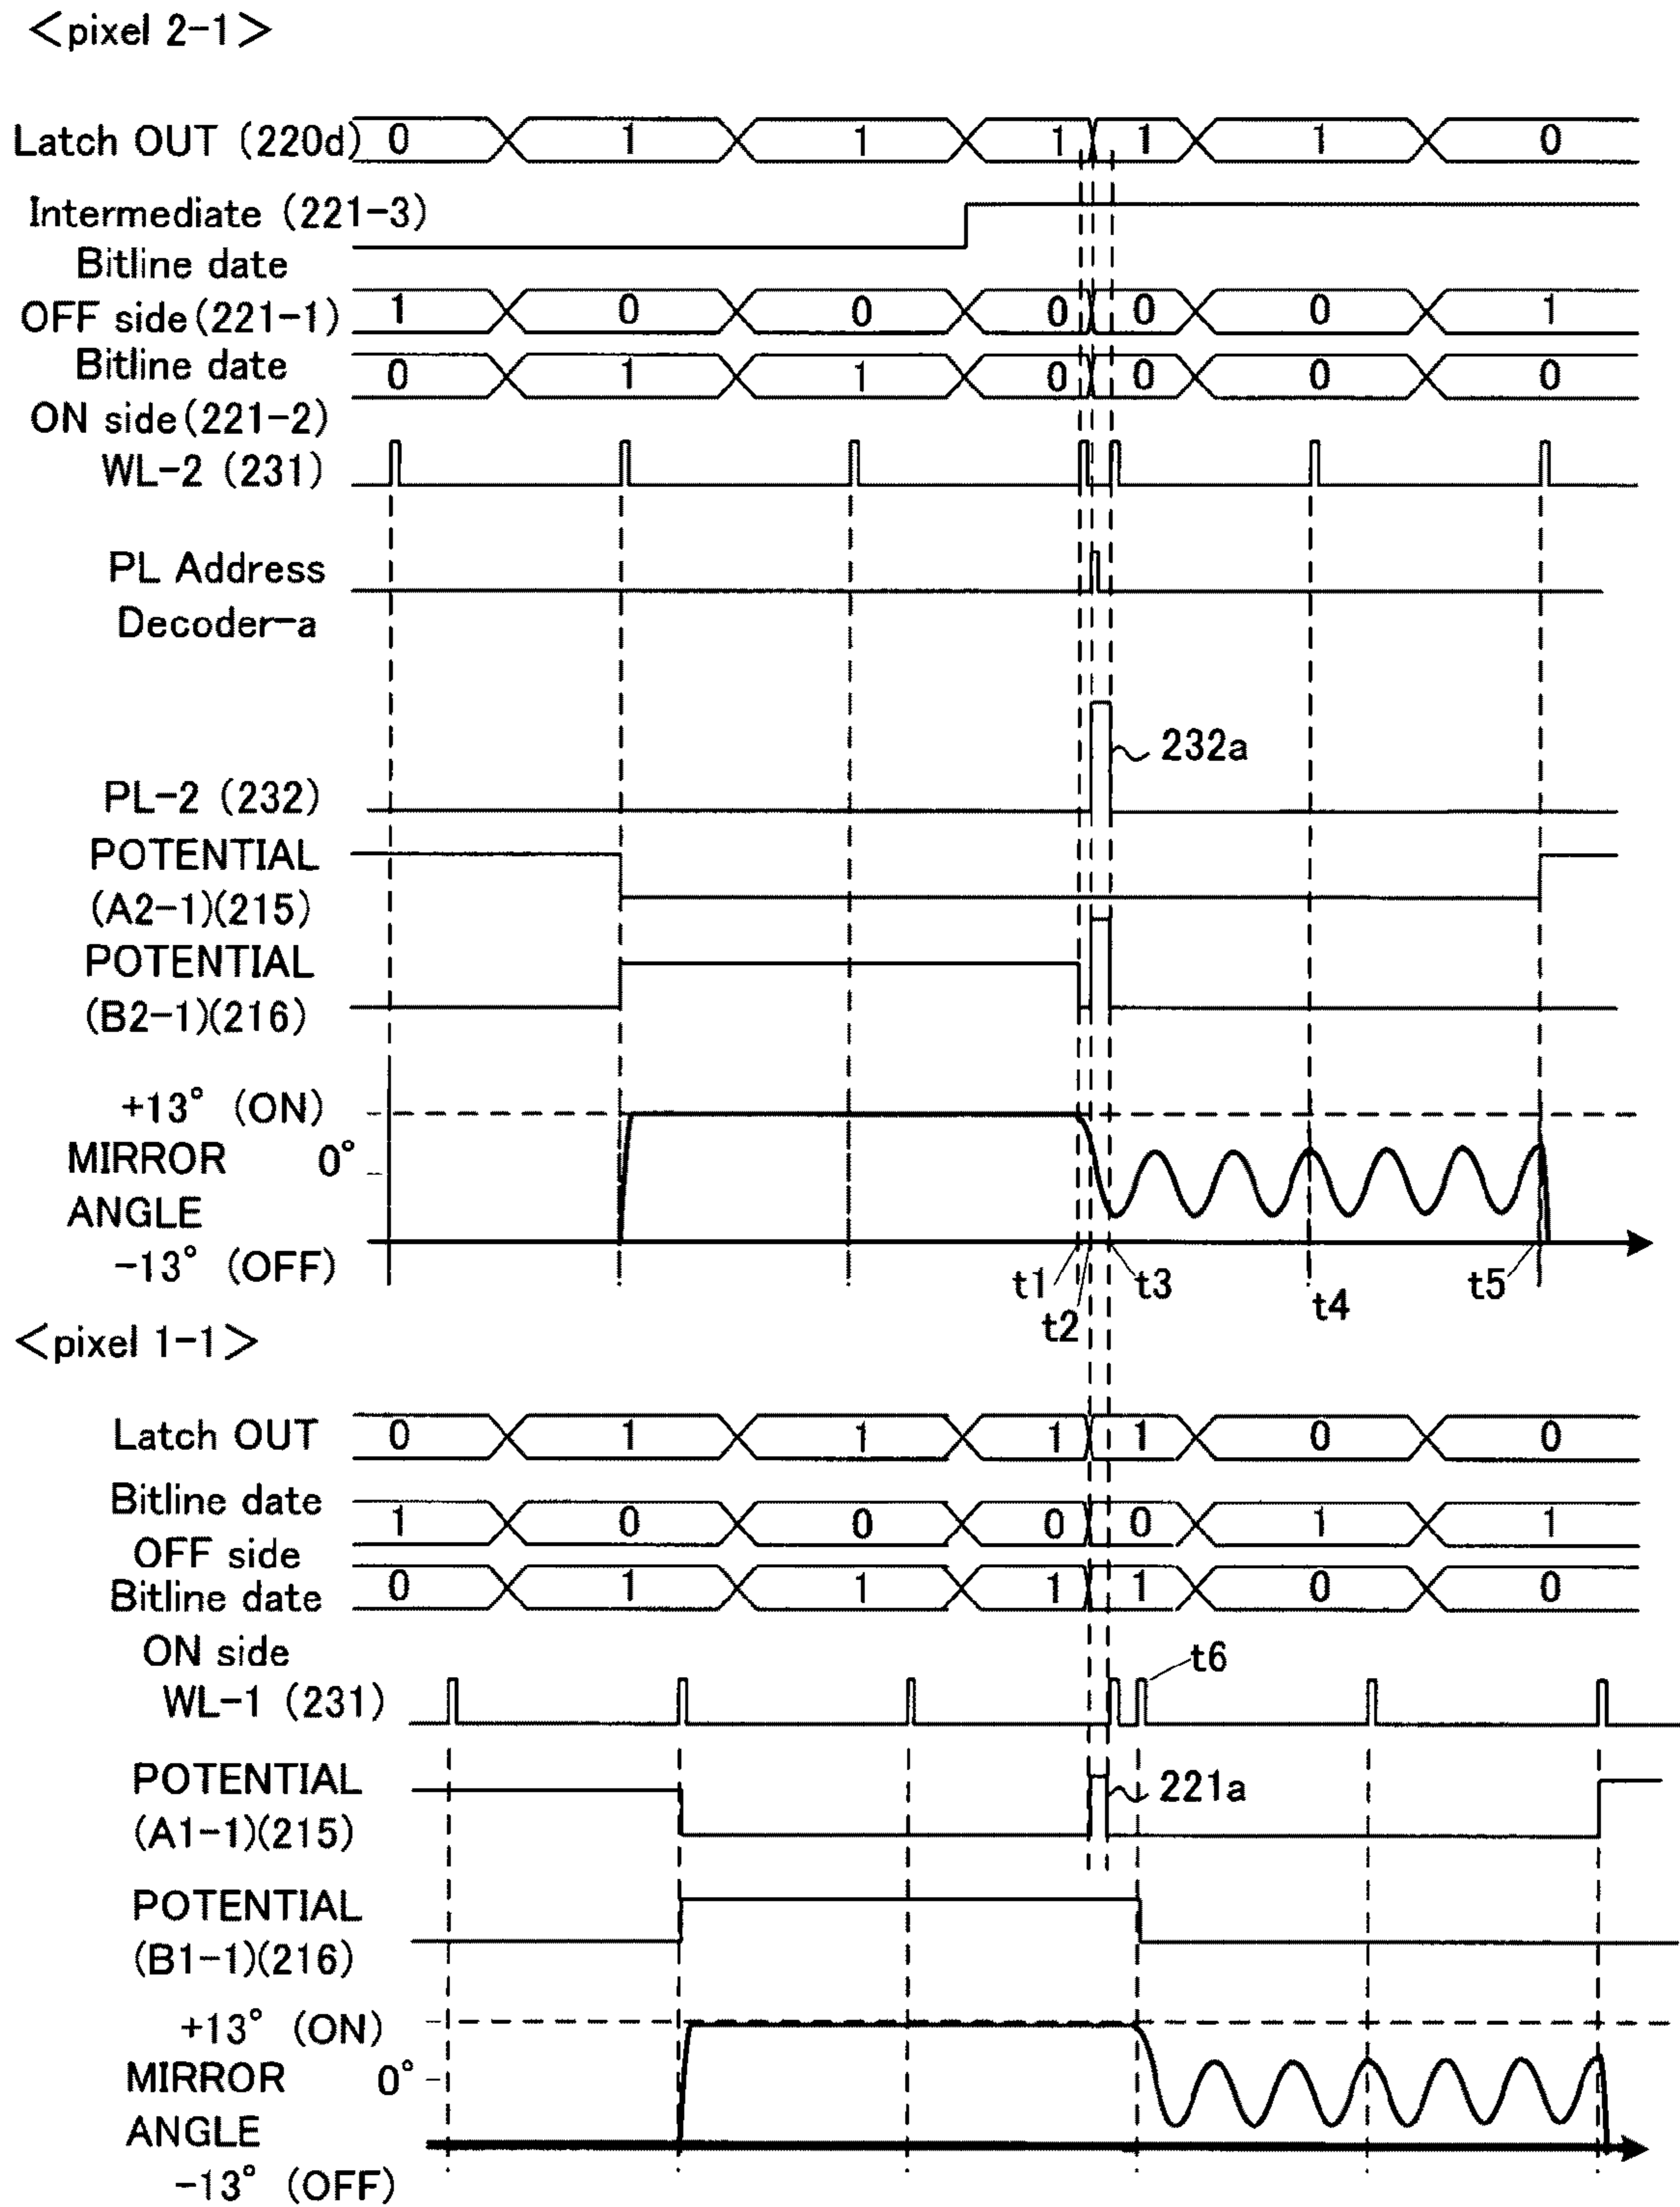 <pixel 2-1>
Latch OUT (220d) 0 1 1 1 1 1 0
Intermediate (221-3)
Bitline date
OFF side(221-1) 1 0 0 0 0 0 1
Bitline date
ON side(221-2) 0 1 1 0 0 0 0
WL-2 (231)
PL Address
Decoder-a
232a
PL-2 (232)
POTENTIAL
(A2-1)(215)
POTENTIAL
(B2-1)(216)
+13° (ON)
MIRROR 0°
ANGLE
-13° (OFF)
t1 t2 t3 t4 t5
<pixel 1-1>
Latch OUT 0 1 1 1 1 0 0
Bitline date
OFF side 1 0 0 0 0 1 1
Bitline date 0 1 1 1 1 0 0
ON side
t6
WL-1 (231)
POTENTIAL
221a
(A1-1)(215)
POTENTIAL
(B1-1)(216)
+13° (ON)
MIRROR 0°
ANGLE
-13° (OFF)